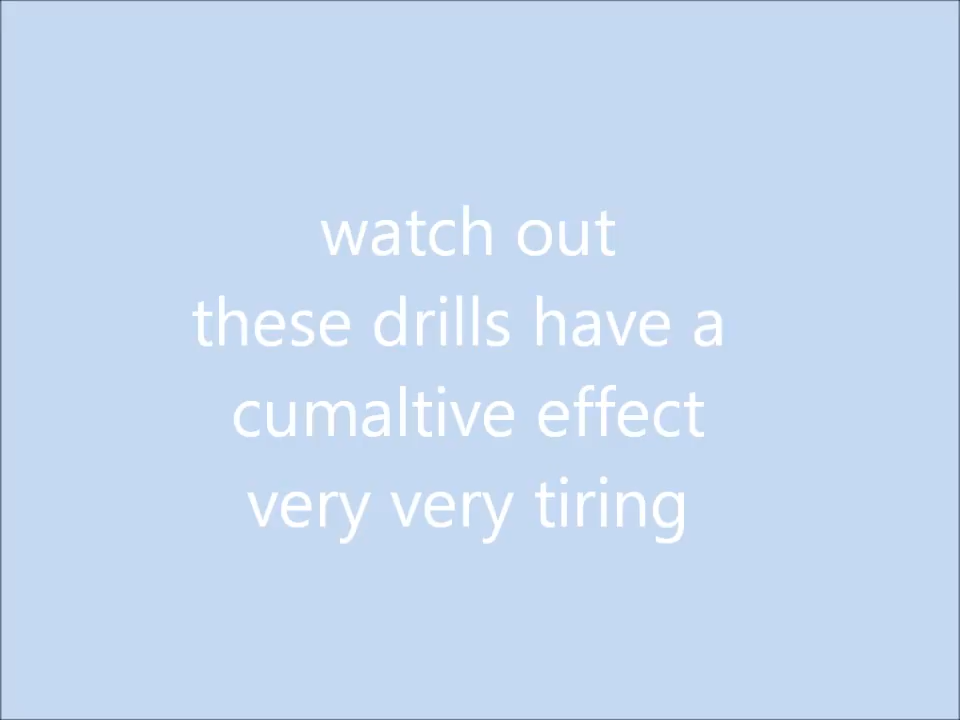 watch out
these drills have a
cumaltive effect
very very tiring